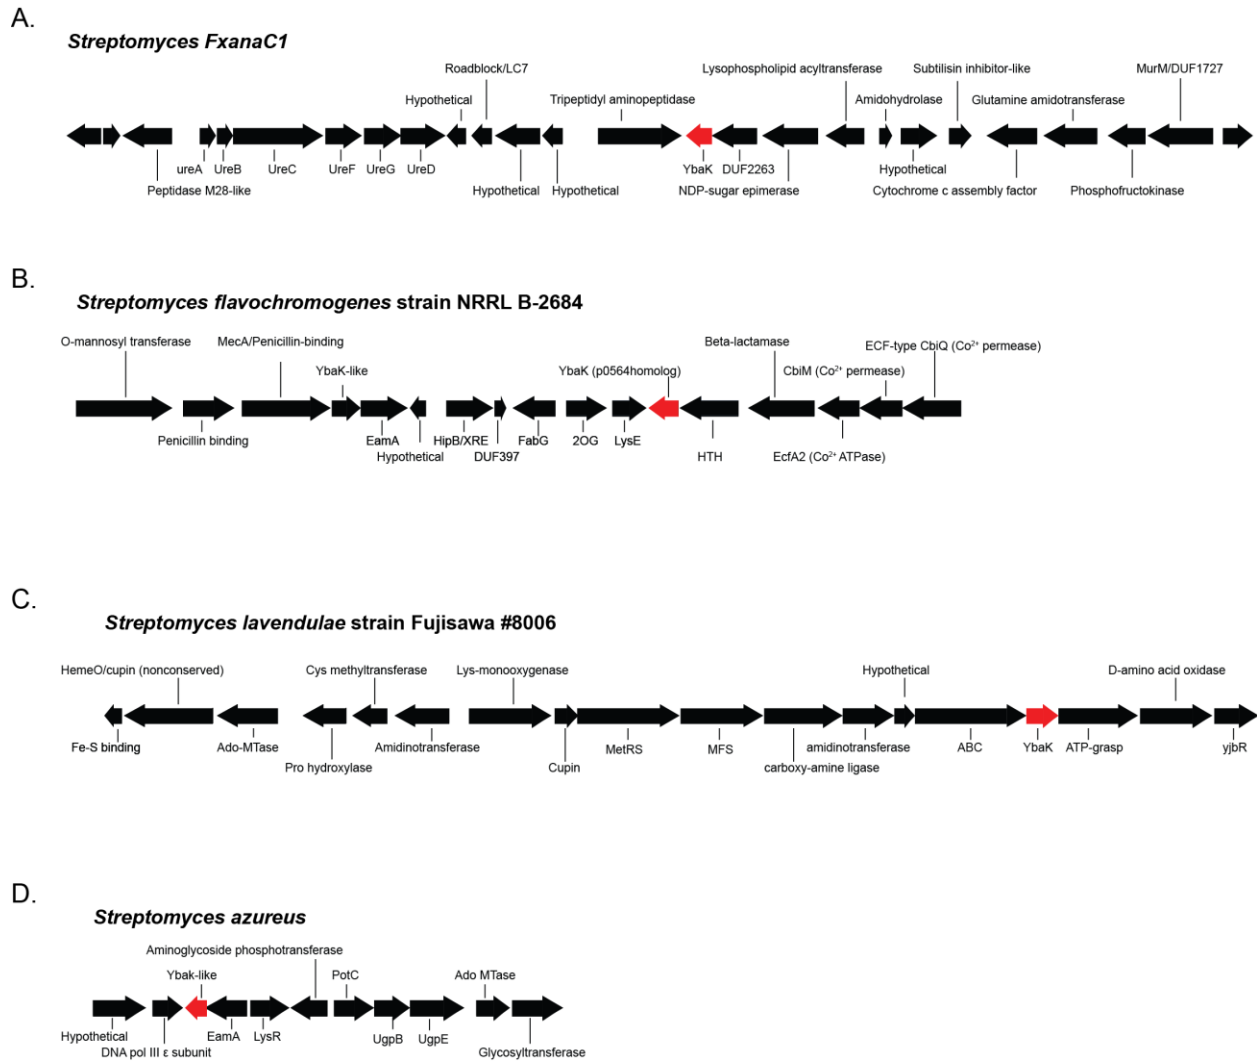 A.
Streptomyces FxanaC1
Roadblock/LC7
Lysophospholipid acyltransferase
Subtilisin inhibitor-like
MurM/DUF1727
Hypothetical
Tripeptidyl aminopeptidase
Amidohydrolase
Glutamine amidotransferase
ureA
UreB
UreC
UreF
UreG
UreD
YbaK
DUF2263
Hypothetical
Peptidase M28-like
Hypothetical
Hypothetical
NDP-sugar epimerase
Cytochrome c assembly factor
Phosphofructokinase
B.
Streptomyces flavochromogenes strain NRRL B-2684
O-mannosyl transferase
MecA/Penicillin-binding
Beta-lactamase
ECF-type CbiQ (Co2+ permease)
YbaK-like
YbaK (p0564homolog)
CbiM (Co2+ permease)
Penicillin binding
EamA
HipB/XRE
FabG
2OG
LysE
Hypothetical
DUF397
HTH
EcfA2 (Co2+ ATPase)
C.
Streptomyces lavendulae strain Fujisawa #8006
HemeO/cupin (nonconserved)
Cys methyltransferase
Lys-monooxygenase
Hypothetical
D-amino acid oxidase
Fe-S binding
Ado-MTase
Amidinotransferase
MetRS
MFS
amidinotransferase
ABC
YbaK
ATP-grasp
yjbR
Pro hydroxylase
Cupin
carboxy-amine ligase
D.
Streptomyces azureus
Aminoglycoside phosphotransferase
Ybak-like
PotC
Ado MTase
Hypothetical
EamA
LysR
UgpB
UgpE
DNA pol III ε subunit
Glycosyltransferase